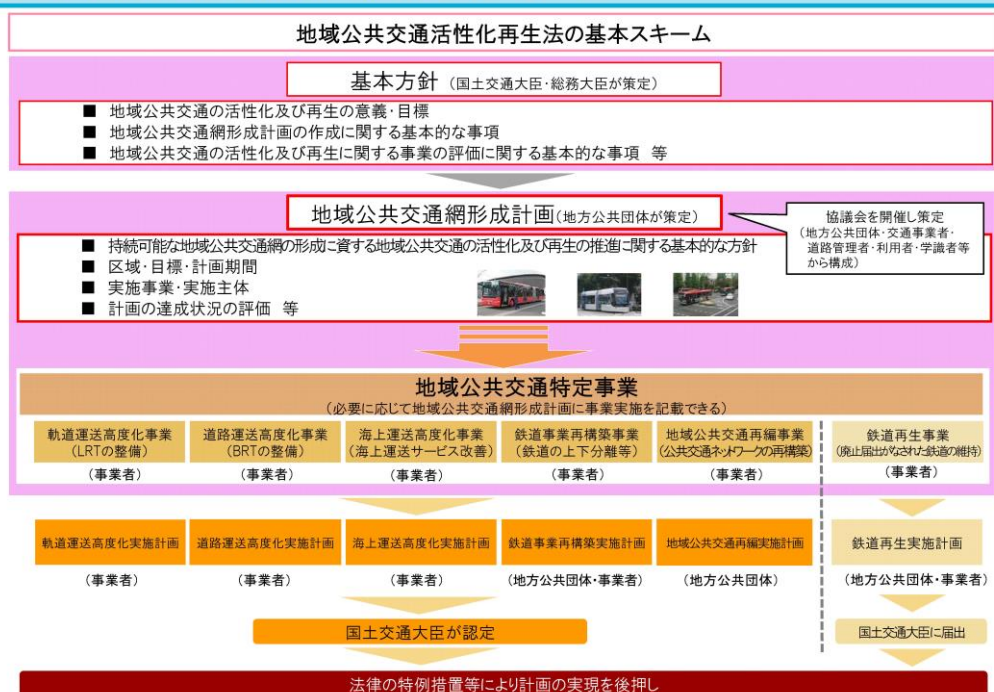 地域公共交通活性化再生法の基本スキーム
基本方針 (国土交通大臣・総務大臣が策定)
■ 地域公共交通の活性化及び再生の意義・目標
■ 地域公共交通網形成計画の作成に関する基本的な事項
■ 地域公共交通の活性化及び再生に関する事業の評価に関する基本的な事項 等
地域公共交通網形成計画(地方公共団体が策定)
協議会を開催し策定
(地方公共団体・交通事業者・
道路管理者・利用者・学識者等
から構成)
■ 持続可能な地域公共交通網の形成に資する地域公共交通の活性化及び再生の推進に関する基本的な方針
■ 区域・目標・計画期間
■ 実施事業・実施主体
■ 計画の達成状況の評価 等
地域公共交通特定事業
(必要に応じて地域公共交通網形成計画に事業実施を記載できる)
軌道運送高度化事業
(LRTの整備)
(事業者)
道路運送高度化事業
(BRTの整備)
(事業者)
海上運送高度化事業
(海上運送サービス改善)
(事業者)
鉄道事業再構築事業
(鉄道の上下分離等)
(事業者)
地域公共交通再編事業
(公共交通ネットワークの再構築)
(事業者)
鉄道再生事業
(廃止届出がなされた鉄道の維持)
(事業者)
軌道運送高度化実施計画
(事業者)
道路運送高度化実施計画
(事業者)
海上運送高度化実施計画
(事業者)
鉄道事業再構築実施計画
(地方公共団体・事業者)
地域公共交通再編実施計画
(地方公共団体)
鉄道再生実施計画
(地方公共団体・事業者)
国土交通大臣が認定
国土交通大臣に届出
法律の特例措置等により計画の実現を後押し